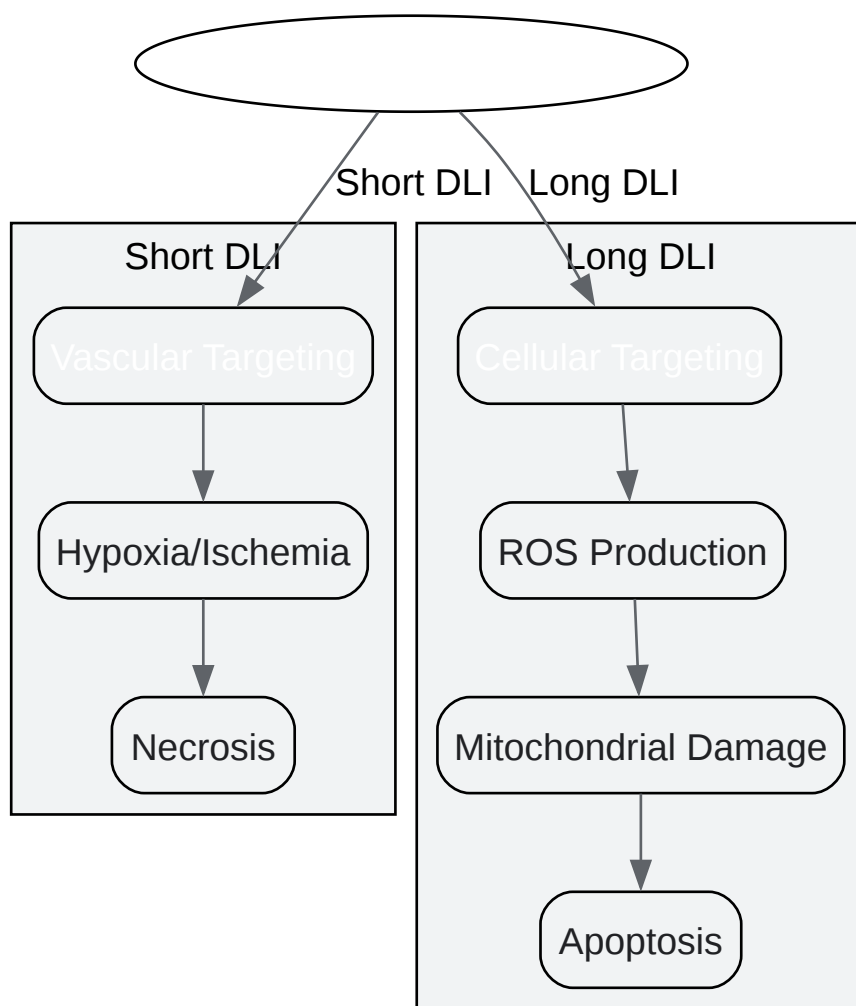 Short DLI
Long DLI
Short DLI
Long DLI
Vascular Targeting
Cellular Targeting
Hypoxia/Ischemia
ROS Production
Necrosis
Mitochondrial Damage
Apoptosis